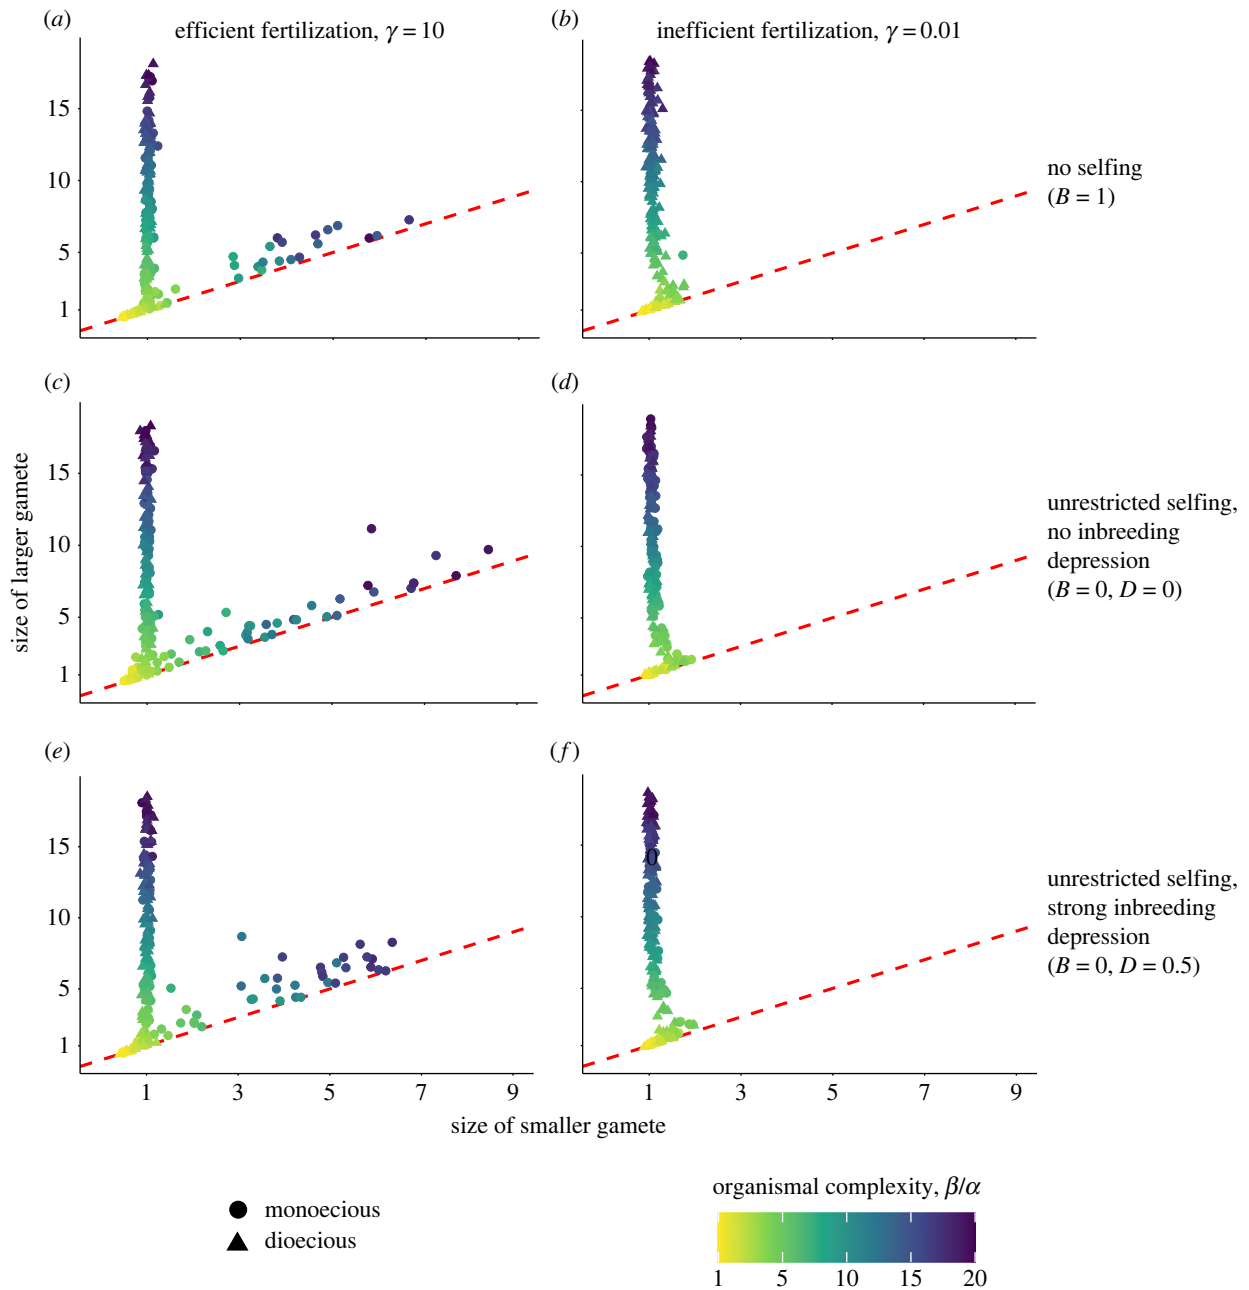 (a)
efficient fertilization, γ = 10
(b)
inefficient fertilization, γ = 0.01
15
10
5
1
no selfing
(B = 1)
(c)
(d)
15
10
5
1
size of larger gamete
unrestricted selfing,
no inbreeding
depression
(B = 0, D = 0)
(e)
(f)
15
10
5
1
0
unrestricted selfing,
strong inbreeding
depression
(B = 0, D = 0.5)
1 3 5 7 9
1 3 5 7 9
size of smaller gamete
monoecious
dioecious
organismal complexity, β/α
1 5 10 15 20